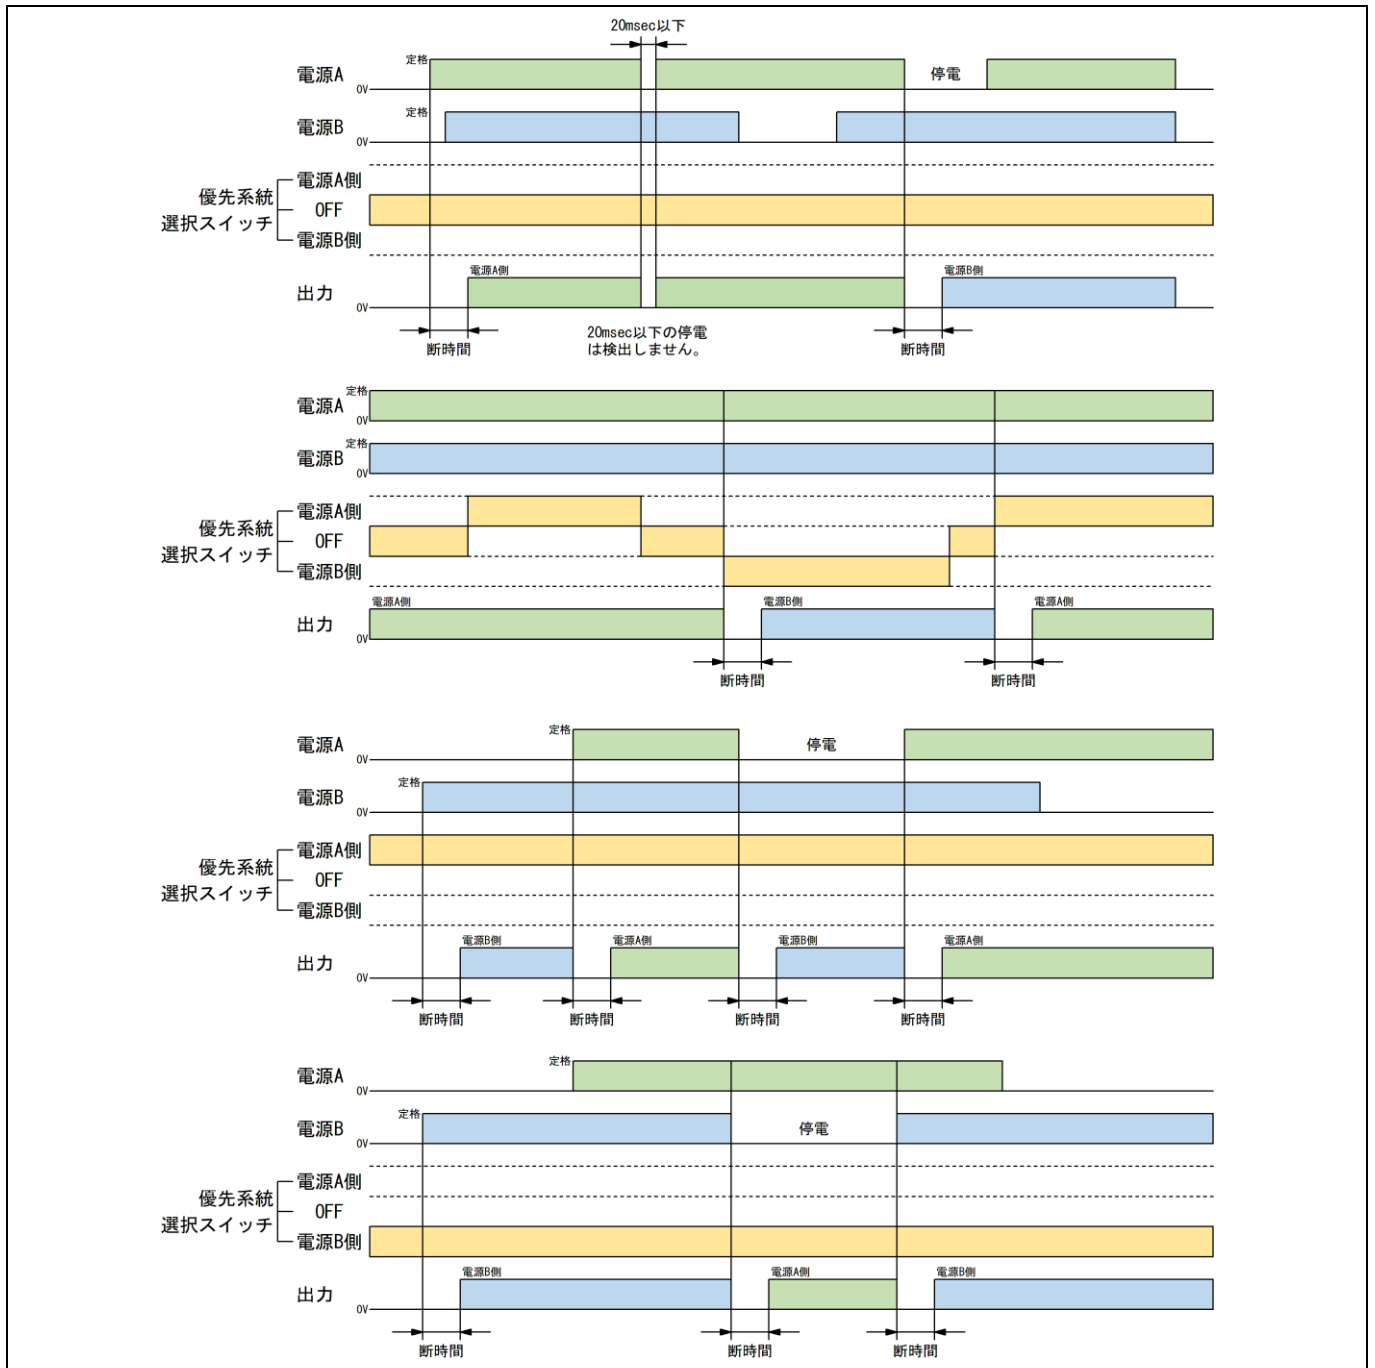 20msec以下
定格
電源A
0V
停電
定格
電源B
0V
優先系統
選択スイッチ
電源A側
OFF
電源B側
電源A側
電源B側
出力
0V
断時間
20msec以下の停電
は検出しません。
断時間
定格
電源A
0V
定格
電源B
0V
優先系統
選択スイッチ
電源A側
OFF
電源B側
電源A側
電源B側
電源A側
出力
0V
断時間
断時間
定格
電源A
0V
停電
定格
電源B
0V
優先系統
選択スイッチ
電源A側
OFF
電源B側
電源B側
電源A側
電源B側
電源A側
出力
0V
断時間
断時間
断時間
断時間
定格
電源A
0V
定格
電源B
0V
停電
優先系統
選択スイッチ
電源A側
OFF
電源B側
電源B側
電源A側
電源B側
出力
0V
断時間
断時間
断時間